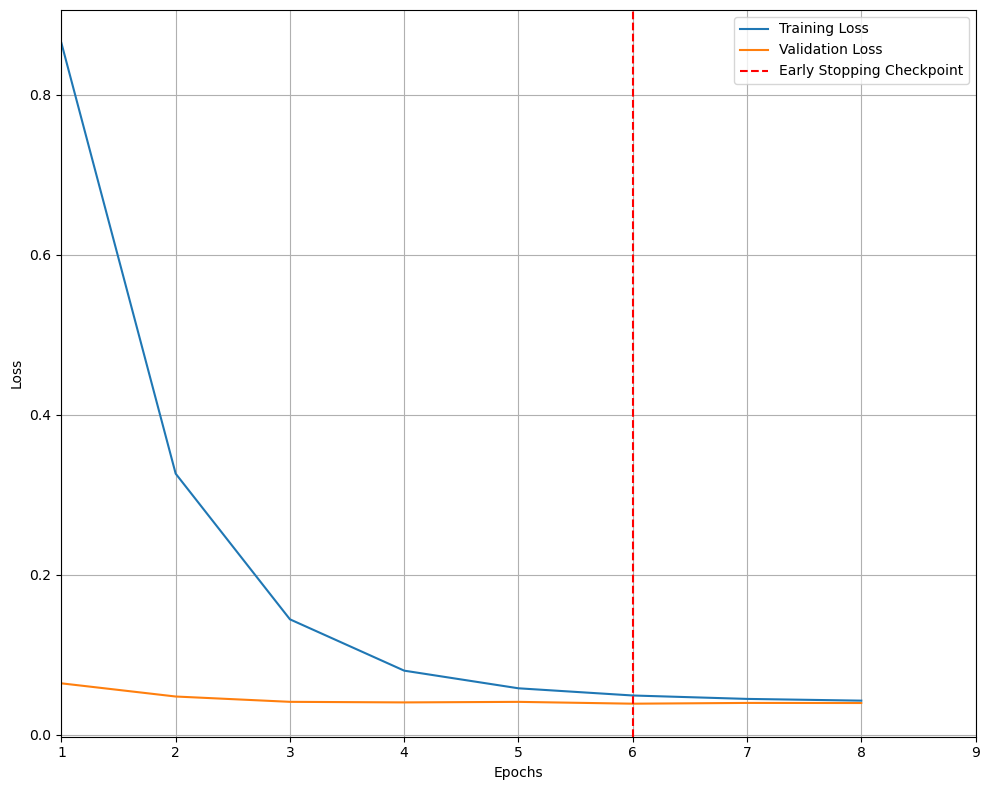 Training Loss
Validation Loss
Early Stopping Checkpoint
0.8
0.6
0.4
0.2
0.0
Loss
1 2 3 4 5 6 7 8 9
Epochs